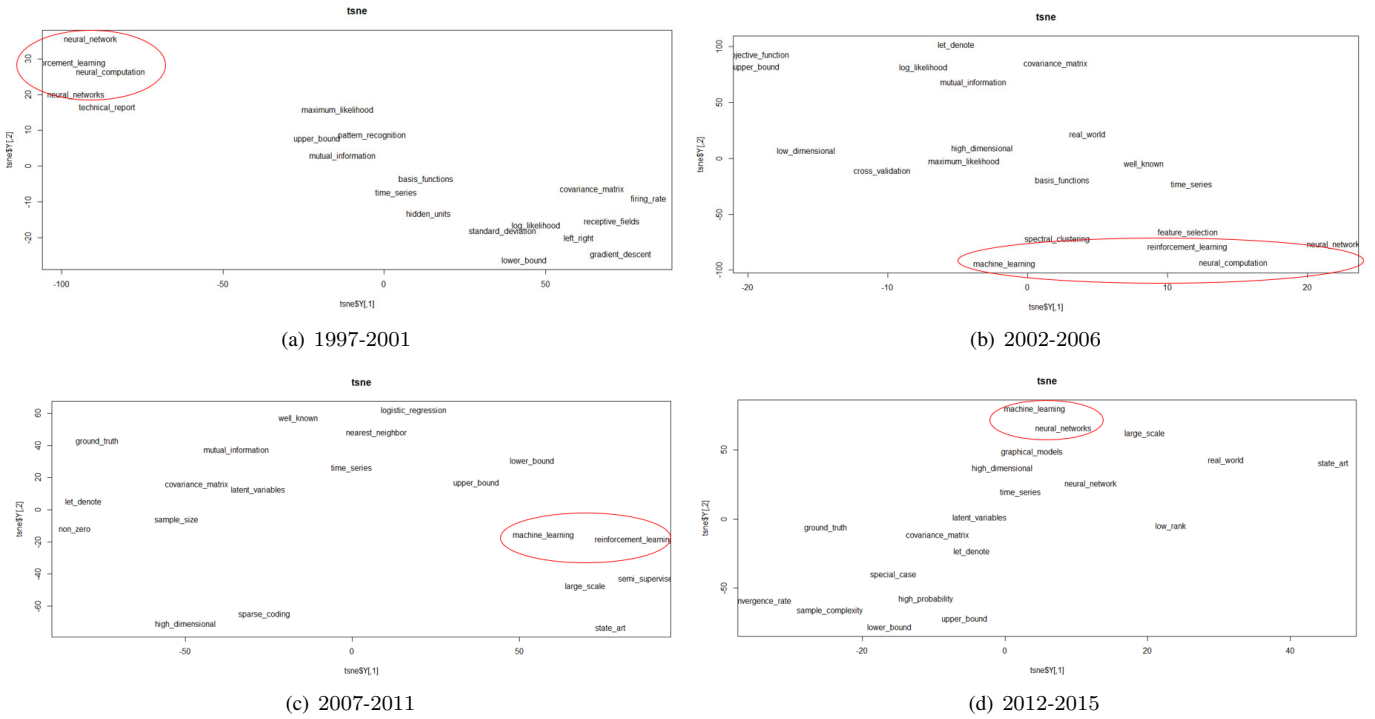 tsne
neural_network
orcement_learning
neural_computation
neural_networks
technical_report
maximum_likelihood
upper_bound
pattern_recognition
mutual_information
basis_functions
time_series
covariance_matrix
firing_rate
hidden_units
receptive_fields
log_likelihood
standard_deviation
left_right
gradient_descent
lower_bound
30
20
10
0
-10
-20
tsne$Y[,2]
-100
-50
0
50
tsne$Y[,1]
(a) 1997-2001
tsne
let_denote
bjective_function
upper_bound
log_likelihood
covariance_matrix
mutual_information
real_world
low_dimensional
high_dimensional
maximum_likelihood
well_known
cross_validation
basis_functions
time_series
feature_selection
spectral_clustering
reinforcement_learning
neural_network
machine_learning
neural_computation
100
50
0
-50
-100
tsne$Y[,2]
-20
-10
0
10
20
tsne$Y[,1]
(b) 2002-2006
tsne
logistic_regression
well_known
nearest_neighbor
ground_truth
mutual_information
lower_bound
time_series
upper_bound
covariance_matrix
latent_variables
let_denote
sample_size
non_zero
machine_learning
reinforcement_learning
semi_supervise
large_scale
sparse_coding
high_dimensional
state_art
60
40
20
0
-20
-40
-60
tsne$Y[,2]
-50
0
50
tsne$Y[,1]
(c) 2007-2011
tsne
machine_learning
neural_networks
large_scale
graphical_models
real_world
state_art
high_dimensional
neural_network
time_series
latent_variables
ground_truth
low_rank
covariance_matrix
let_denote
special_case
high_probability
nvergence_rate
sample_complexity
upper_bound
lower_bound
50
0
-50
tsne$Y[,2]
-20
0
20
40
tsne$Y[,1]
(d) 2012-2015